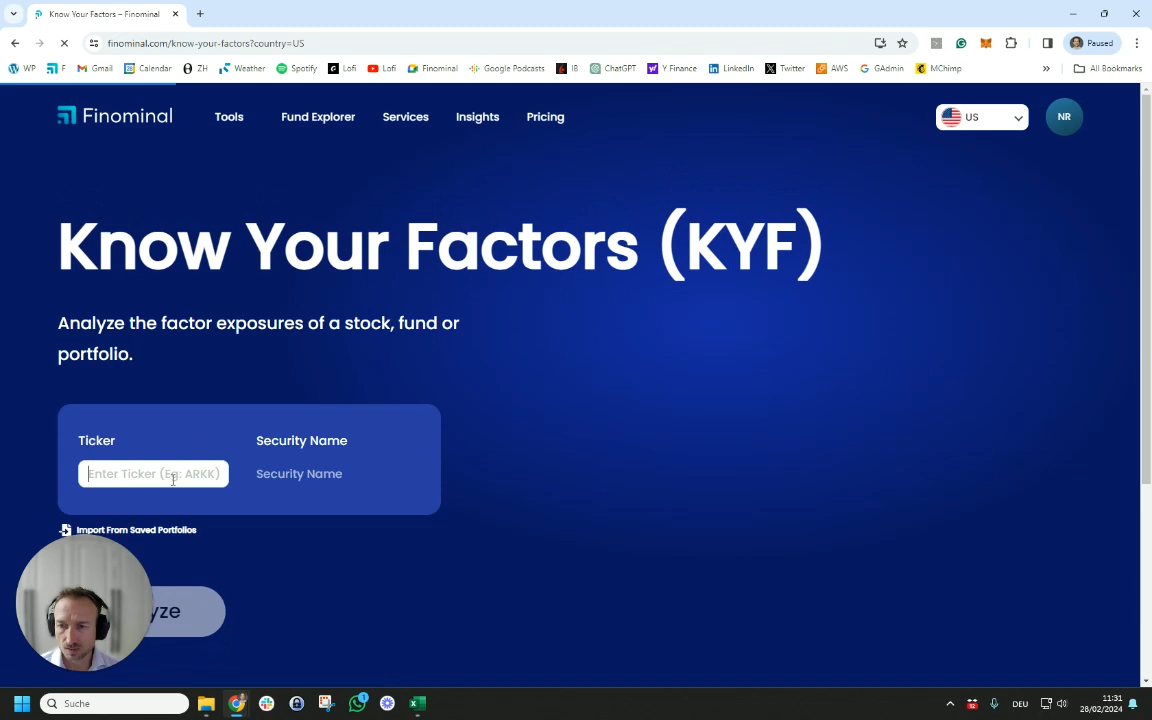 Know Your Factors – Finominal
finominal.com/know-your-factors?country=US
Paused
WP
F
Gmail
Calendar
ZH
Weather
Spotify
Lofi
Lofi
Finominal
Google Podcasts
IB
ChatGPT
Y Finance
LinkedIn
Twitter
AWS
GAdmin
MChimp
All Bookmarks
Finominal
Tools
Fund Explorer
Services
Insights
Pricing
US
NR
Know Your Factors (KYF)
Analyze the factor exposures of a stock, fund or
portfolio.
Ticker
Security Name
Enter Ticker (Eg: ARKK)
Security Name
Import From Saved Portfolios
yze
Suche
1
DEU
11:31
28/02/2024